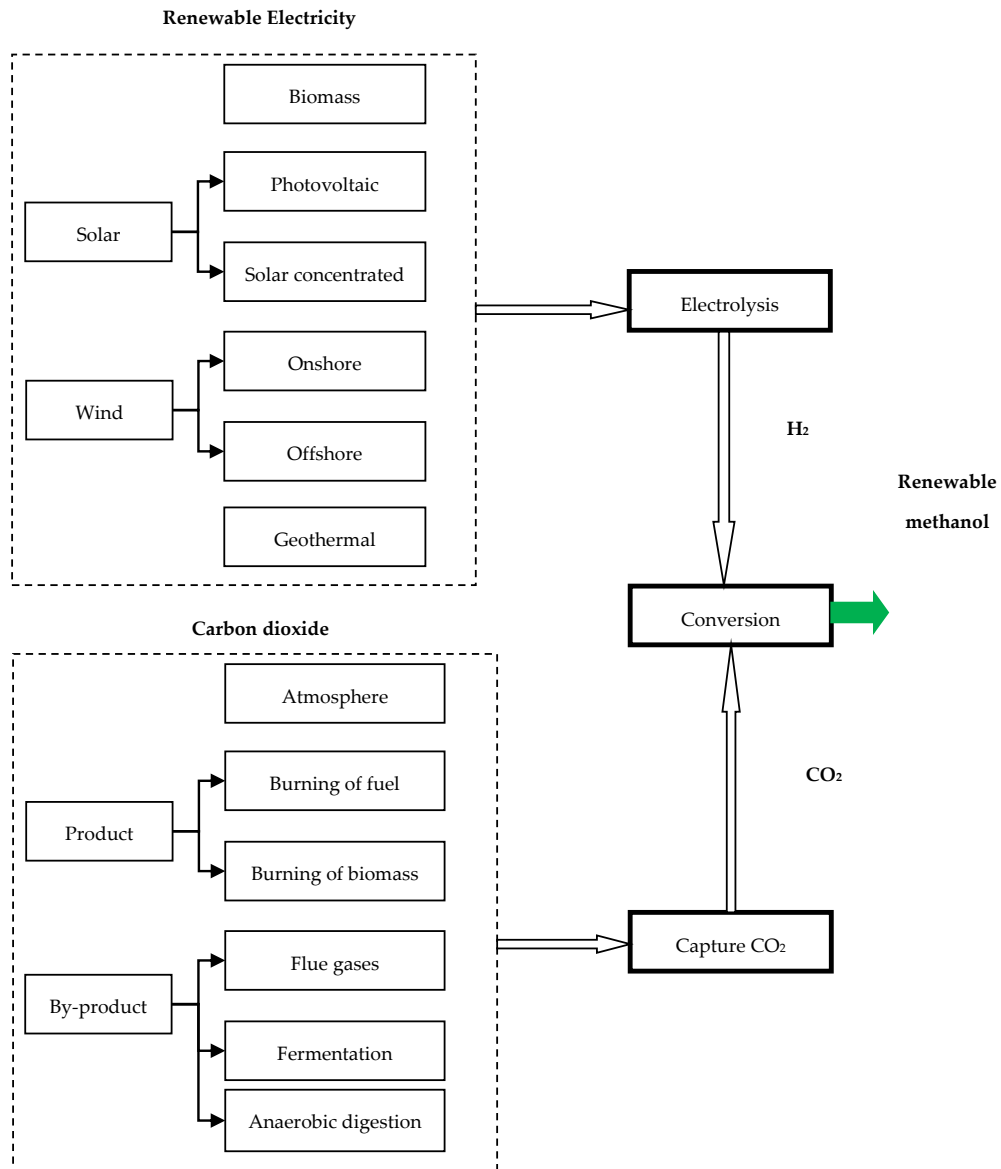 Renewable Electricity
Biomass
Photovoltaic
Solar
Solar concentrated
Electrolysis
Onshore
Wind
H₂
Offshore
Renewable
methanol
Geothermal
Conversion
Carbon dioxide
Atmosphere
CO₂
Burning of fuel
Product
Burning of biomass
Capture CO₂
Flue gases
By-product
Fermentation
Anaerobic digestion